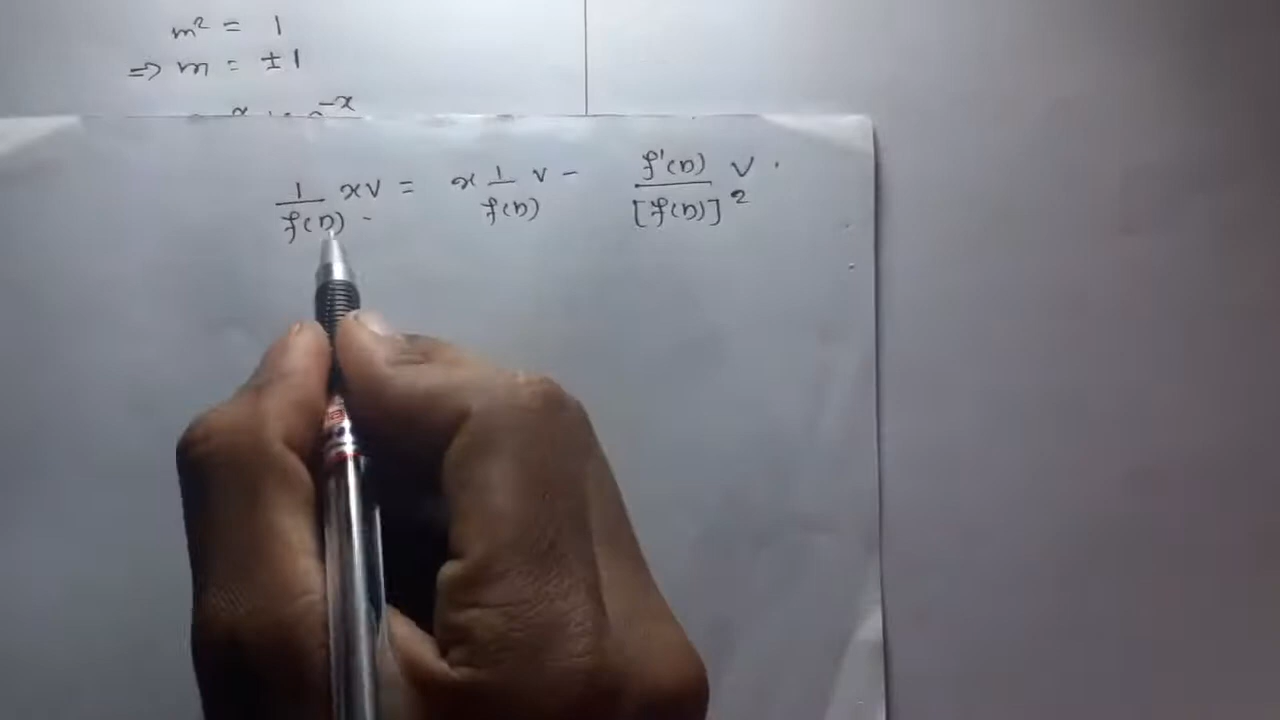 m² = 1
=> m = ±1
e⁻ˣ
1/f(D) xV = x 1/f(D) V - f'(D)/[f(D)]² V.